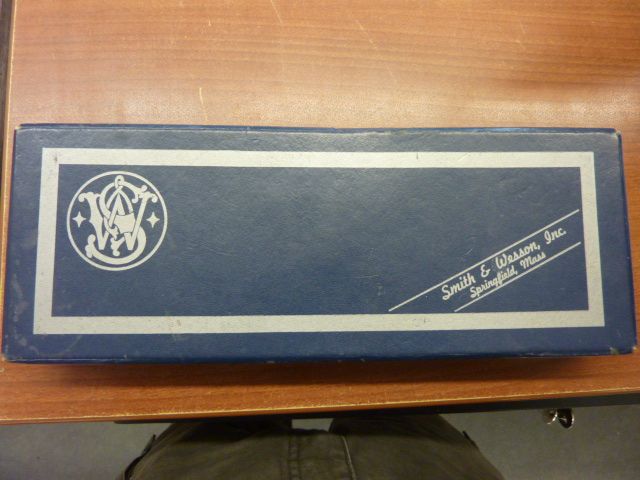 S&W
Smith & Wesson, Inc.
Springfield, Mass